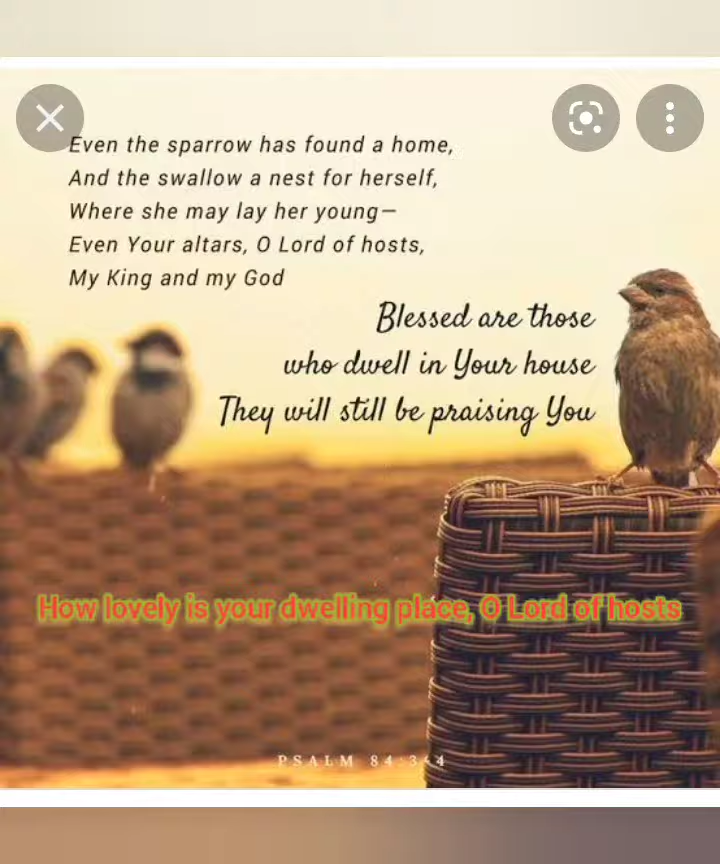 Even the sparrow has found a home,
And the swallow a nest for herself,
Where she may lay her young—
Even Your altars, O Lord of hosts,
My King and my God
Blessed are those
who dwell in Your house
They will still be praising You
How lovely is your dwelling place, O Lord of hosts
PSALM 84:3-4